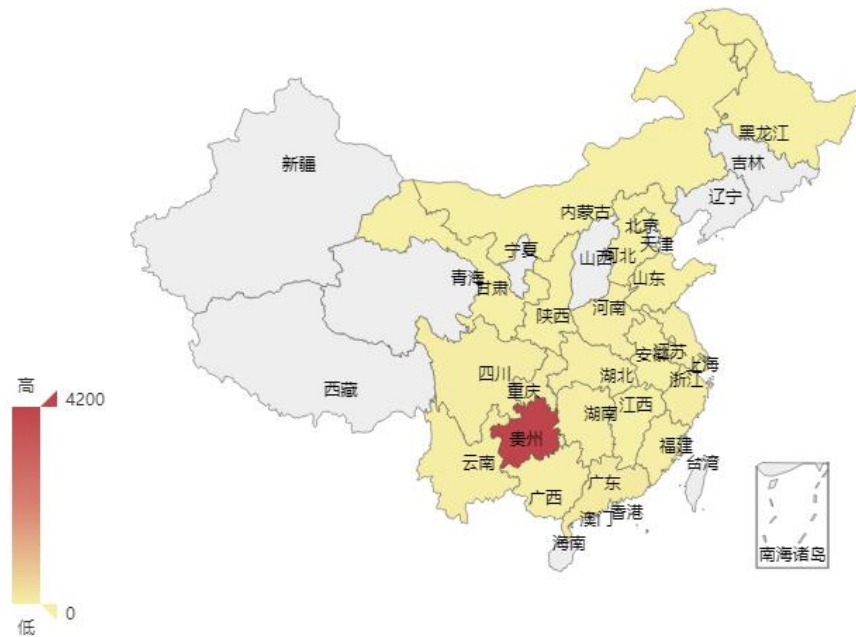 黑龙江
吉林
新疆
辽宁
内蒙古
北京
天津
宁夏
山西
河北
青海
甘肃
山东
陕西
河南
安徽
江苏
上海
四川
湖北
浙江
西藏
重庆
高
4200
湖南
江西
贵州
福建
云南
台湾
广东
广西
香港
澳门
海南
南海诸岛
0
低